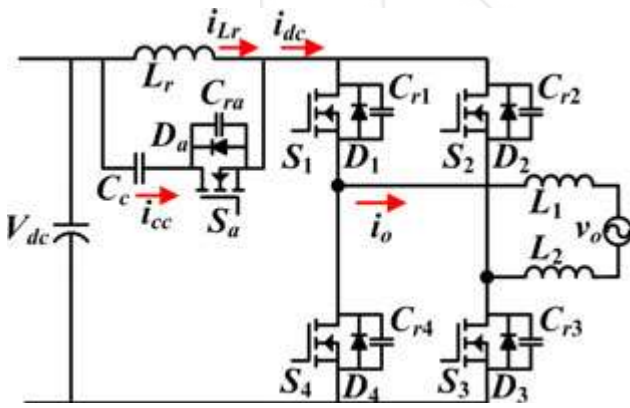 i_Lr i_dc
L_r
C_ra
D_a
C_c
i_cc
S_a
V_dc
C_r1
S_1 D_1
C_r2
S_2 D_2
i_o
L_1
v_o
L_2
C_r4
S_4 D_4
C_r3
S_3 D_3